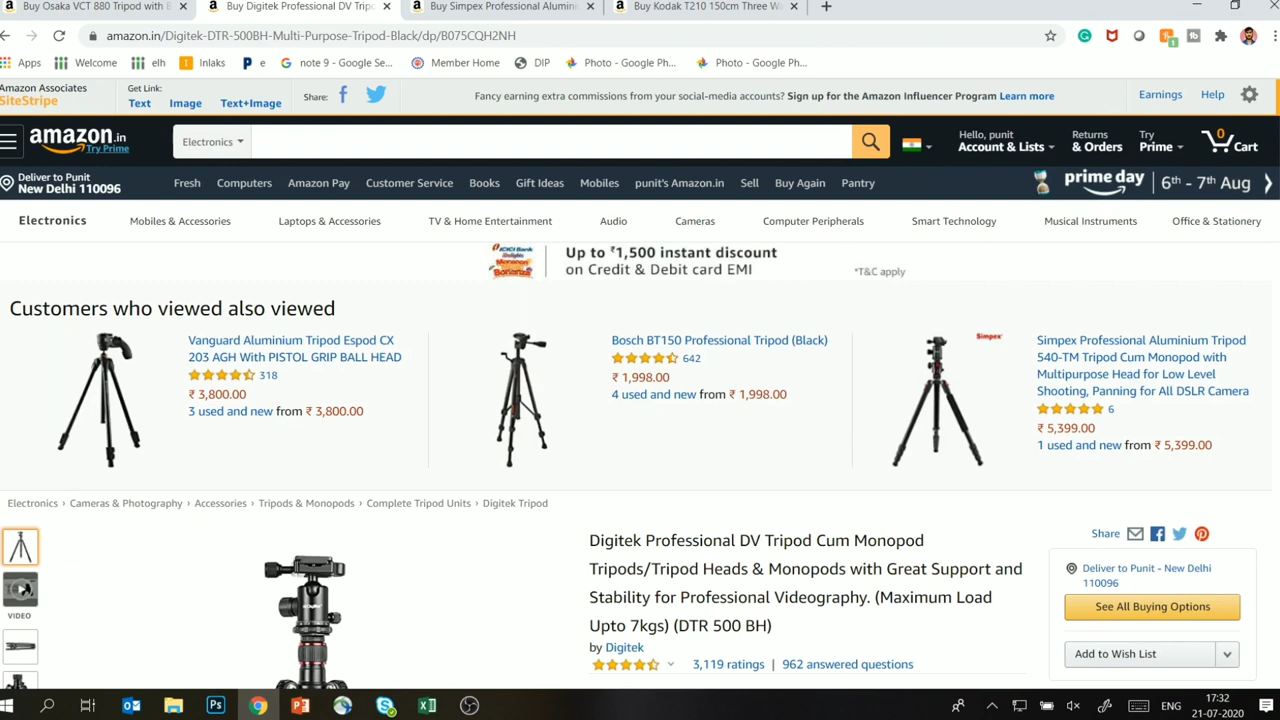 Buy Osaka VCT 880 Tripod with B
Buy Digitek Professional DV Tripo
Buy Simpex Professional Alumini
Buy Kodak T210 150cm Three Wa
amazon.in/Digitek-DTR-500BH-Multi-Purpose-Tripod-Black/dp/B075CQH2NH
Apps
Welcome
elh
Inlaks
e
note 9 - Google Se...
Member Home
DIP
Photo - Google Ph...
Photo - Google Ph...
Amazon Associates
SiteStripe
Get Link:
Text
Image
Text+Image
Share:
Fancy earning extra commissions from your social-media accounts? Sign up for the Amazon Influencer Program Learn more
Earnings
Help
amazon.in
Try Prime
Electronics
Hello, punit
Account & Lists
Returns
& Orders
Try
Prime
0
Cart
Deliver to Punit
New Delhi 110096
Fresh
Computers
Amazon Pay
Customer Service
Books
Gift Ideas
Mobiles
punit's Amazon.in
Sell
Buy Again
Pantry
prime day
6th - 7th Aug
Electronics
Mobiles & Accessories
Laptops & Accessories
TV & Home Entertainment
Audio
Cameras
Computer Peripherals
Smart Technology
Musical Instruments
Office & Stationery
ICICI Bank
Bonanza
Up to ₹1,500 instant discount
on Credit & Debit card EMI
*T&C apply
Customers who viewed also viewed
Vanguard Aluminium Tripod Espod CX
203 AGH With PISTOL GRIP BALL HEAD
318
₹ 3,800.00
3 used and new from ₹ 3,800.00
Bosch BT150 Professional Tripod (Black)
642
₹ 1,998.00
4 used and new from ₹ 1,998.00
Simpex
Simpex Professional Aluminium Tripod
540-TM Tripod Cum Monopod with
Multipurpose Head for Low Level
Shooting, Panning for All DSLR Camera
6
₹ 5,399.00
1 used and new from ₹ 5,399.00
Electronics › Cameras & Photography › Accessories › Tripods & Monopods › Complete Tripod Units › Digitek Tripod
VIDEO
Digitek Professional DV Tripod Cum Monopod
Tripods/Tripod Heads & Monopods with Great Support and
Stability for Professional Videography. (Maximum Load
Upto 7kgs) (DTR 500 BH)
by Digitek
3,119 ratings | 962 answered questions
Share
Deliver to Punit - New Delhi
110096
See All Buying Options
Add to Wish List
ENG
17:32
21-07-2020